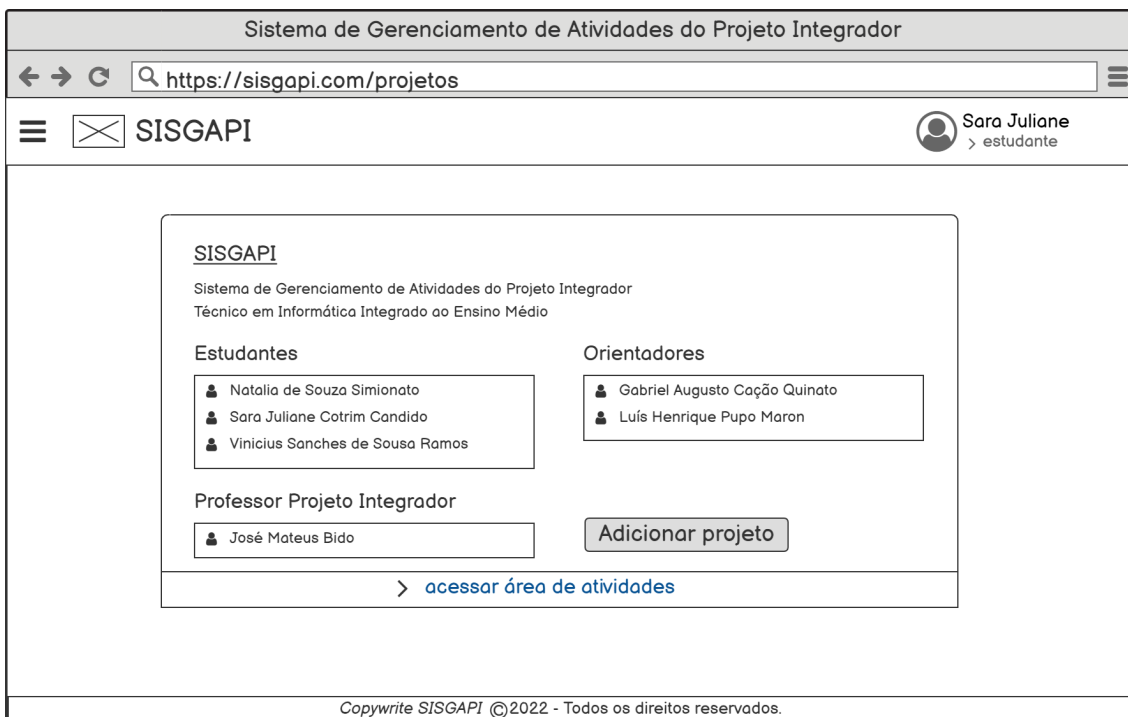 Sistema de Gerenciamento de Atividades do Projeto Integrador
https://sisgapi.com/projetos
SISGAPI
Sara Juliane
> estudante
SISGAPI
Sistema de Gerenciamento de Atividades do Projeto Integrador
Técnico em Informática Integrado ao Ensino Médio
Estudantes
Natalia de Souza Simionato
Sara Juliane Cotrim Candido
Vinicius Sanches de Sousa Ramos
Orientadores
Gabriel Augusto Cação Quinato
Luís Henrique Pupo Maron
Professor Projeto Integrador
José Mateus Bido
Adicionar projeto
> acessar área de atividades
Copywrite SISGAPI ©2022 - Todos os direitos reservados.